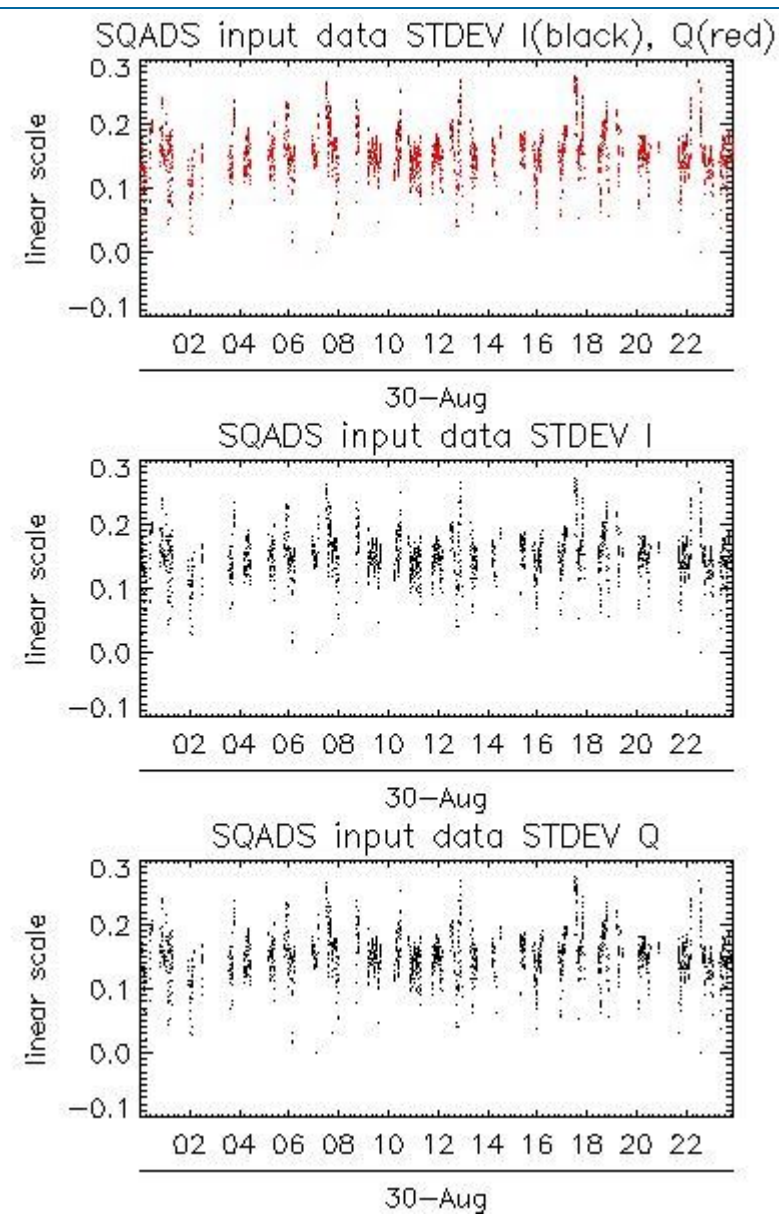 SQADS input data STDEV I(black), Q(red)
0.3
0.2
0.1
0.0
−0.1
linear scale
02 04 06 08 10 12 14 16 18 20 22
30−Aug
SQADS input data STDEV I
0.3
0.2
0.1
0.0
−0.1
linear scale
02 04 06 08 10 12 14 16 18 20 22
30−Aug
SQADS input data STDEV Q
0.3
0.2
0.1
0.0
−0.1
linear scale
02 04 06 08 10 12 14 16 18 20 22
30−Aug